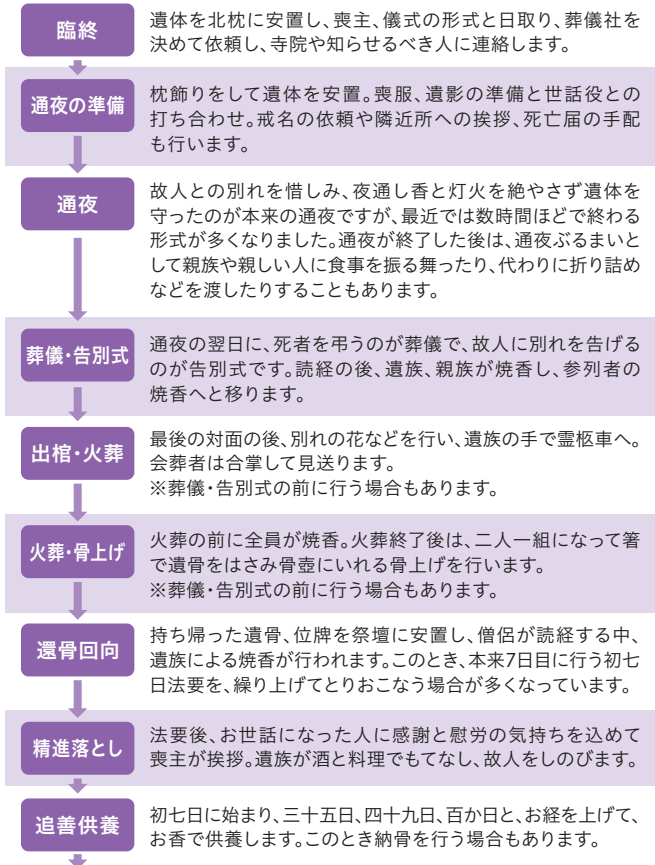 臨終
遺体を北枕に安置し、喪主、儀式の形式と日取り、葬儀社を
決めて依頼し、寺院や知らせるべき人に連絡します。
通夜の準備
枕飾りをして遺体を安置。喪服、遺影の準備と世話役との
打ち合わせ。戒名の依頼や隣近所への挨拶、死亡届の手配
も行います。
通夜
故人との別れを惜しみ、夜通し香と灯火を絶やさず遺体を
守ったのが本来の通夜ですが、最近では数時間ほどで終わる
形式が多くなりました。通夜が終了した後は、通夜ぶるまいと
して親族や親しい人に食事を振る舞ったり、代わりに折り詰め
などを渡したりすることもあります。
葬儀・告別式
通夜の翌日に、死者を弔うのが葬儀で、故人に別れを告げる
のが告別式です。読経の後、遺族、親族が焼香し、参列者の
焼香へと移ります。
出棺・火葬
最後の対面の後、別れの花などを行い、遺族の手で霊柩車へ。
会葬者は合掌して見送ります。
※葬儀・告別式の前に行う場合もあります。
火葬・骨上げ
火葬の前に全員が焼香。火葬終了後は、二人一組になって箸
で遺骨をはさみ骨壺にいれる骨上げを行います。
※葬儀・告別式の前に行う場合もあります。
還骨回向
持ち帰った遺骨、位牌を祭壇に安置し、僧侶が読経する中、
遺族による焼香が行われます。このとき、本来7日目に行う初七
日法要を、繰り上げてとりおこなう場合が多くなっています。
精進落とし
法要後、お世話になった人に感謝と慰労の気持ちを込めて
喪主が挨拶。遺族が酒と料理でもてなし、故人をしのびます。
追善供養
初七日に始まり、三十五日、四十九日、百か日と、お経を上げて、
お香で供養します。このとき納骨を行う場合もあります。